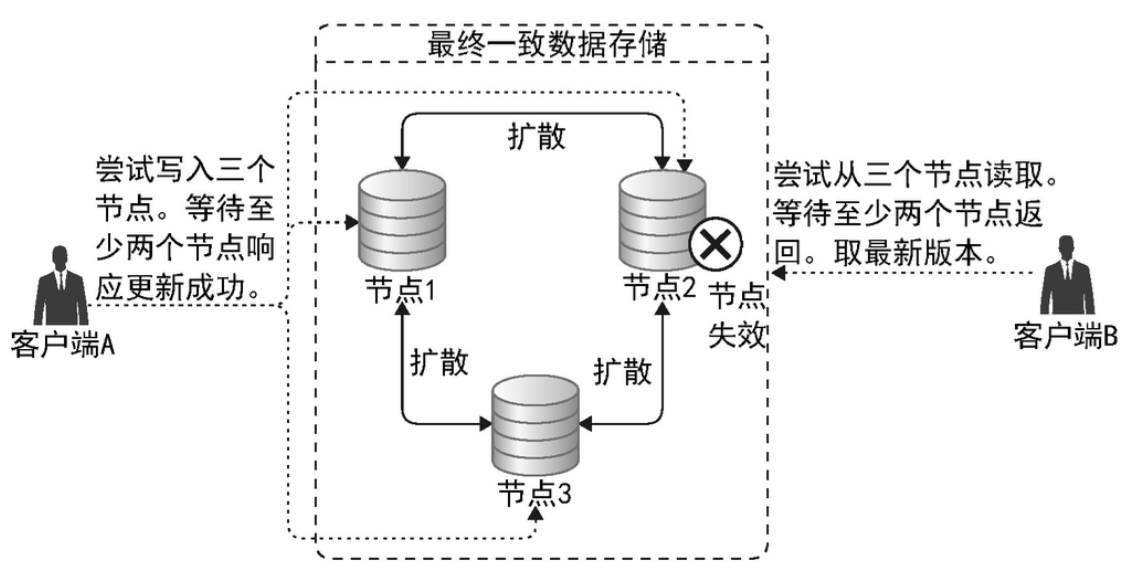 最终一致数据存储
扩散
尝试写入三个
节点。等待至
少两个节点响
应更新成功。
尝试从三个节点读取。
等待至少两个节点返
回。取最新版本。
节点1
节点2
节点
失效
客户端A
客户端B
扩散
扩散
节点3